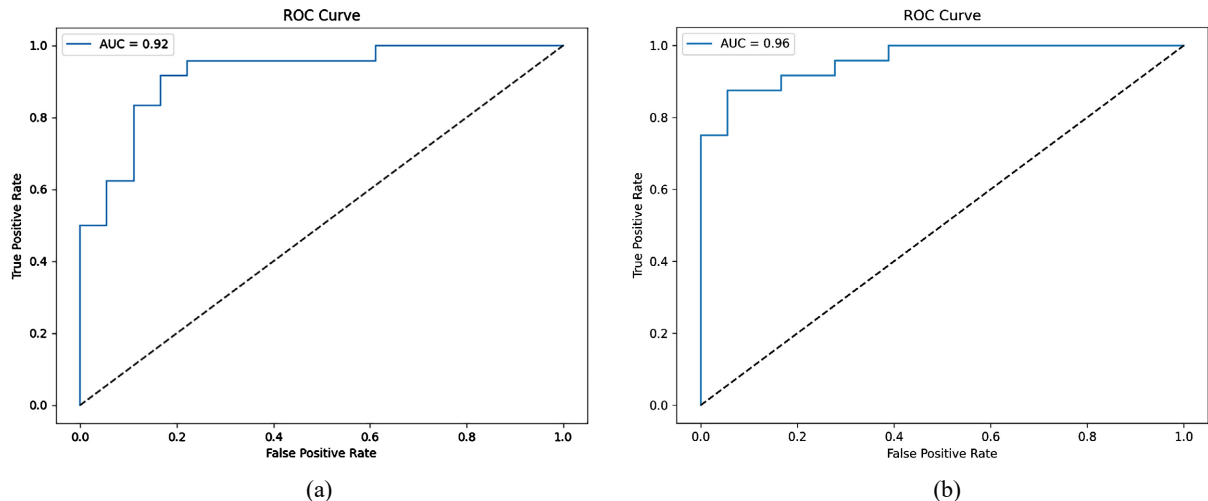 ROC Curve
AUC = 0.92
1.0
0.8
0.6
0.4
0.2
0.0
True Positive Rate
0.0 0.2 0.4 0.6 0.8 1.0
False Positive Rate
(a)
ROC Curve
AUC = 0.96
1.0
0.8
0.6
0.4
0.2
0.0
True Positive Rate
0.0 0.2 0.4 0.6 0.8 1.0
False Positive Rate
(b)